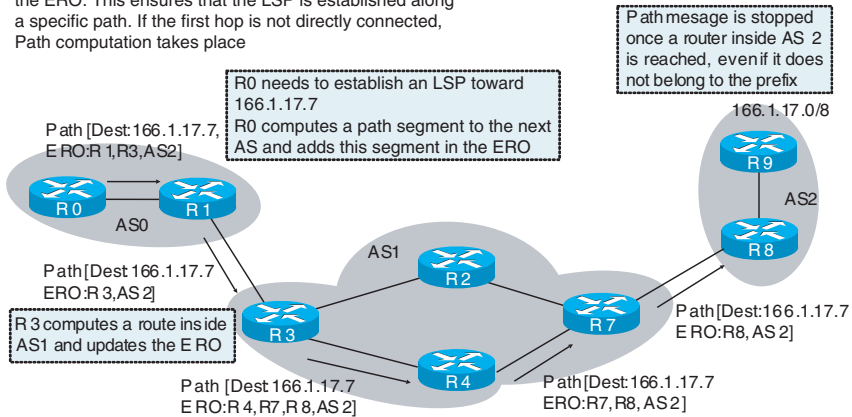 the ERO. This ensures that the LSP is established along
a specific path. If the first hop is not directly connected,
Path computation takes place
Path message is stopped
once a router inside AS 2
is reached, even if it does
not belong to the prefix
R0 needs to establish an LSP toward
166.1.17.7
R0 computes a path segment to the next
AS and adds this segment in the ERO
166.1.17.0/8
Path [Dest:166.1.17.7,
ERO:R1,R3,AS2]
R9
R0
R1
AS0
AS2
R8
AS1
R2
Path [Dest:166.1.17.7
ERO:R3,AS2]
R3 computes a route inside
AS1 and updates the ERO
R3
R7
Path [Dest:166.1.17.7
ERO:R8,AS2]
R4
Path [Dest:166.1.17.7
ERO:R4,R7,R8,AS2]
Path [Dest:166.1.17.7
ERO:R7,R8,AS2]